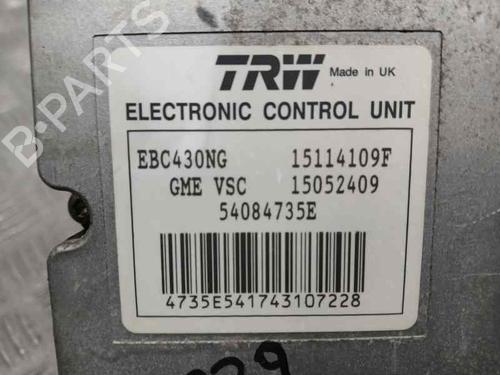 B-PARTS
TRW Made in UK
ELECTRONIC CONTROL UNIT
EBC430NG 15114109F
GME VSC 15052409
54084735E
4735E541743107228